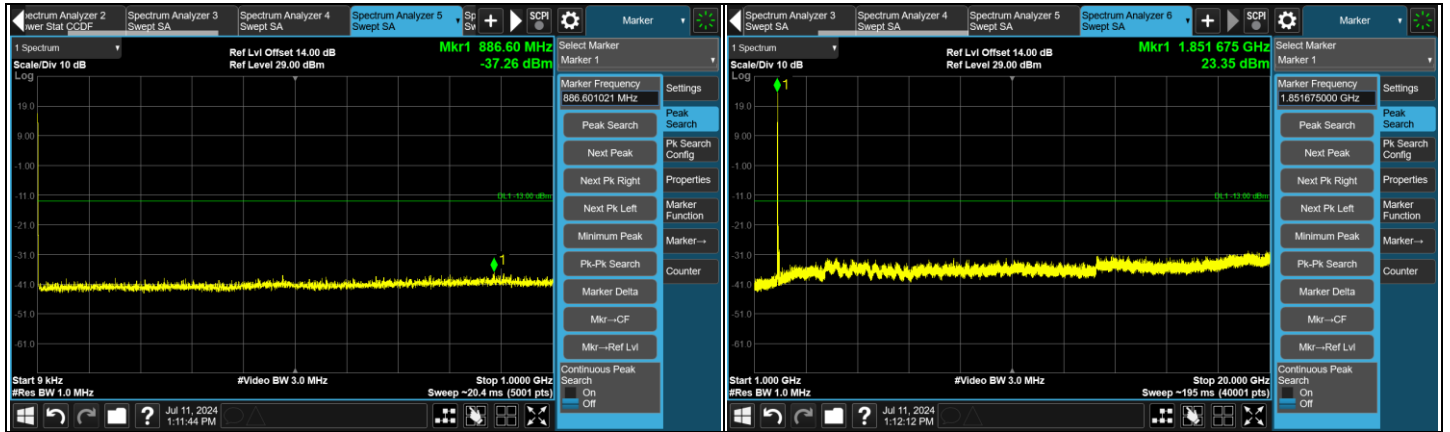 Spectrum Analyzer 2
Swept SA
Spectrum Analyzer 3
Swept SA
Spectrum Analyzer 4
Swept SA
Spectrum Analyzer 5
Swept SA
SCPI
Marker
1 Spectrum
Scale/Div 10 dB
Log
Ref Lvl Offset 14.00 dB
Ref Level 29.00 dBm
Mkr1 886.60 MHz
-37.26 dBm
19.0
9.00
-1.00
-11.0
-21.0
-31.0
-41.0
-51.0
-61.0
DL1 -13.00 dBm
1
Start 9 kHz
#Res BW 1.0 MHz
#Video BW 3.0 MHz
Stop 1.0000 GHz
Sweep ~20.4 ms (5001 pts)
Select Marker
Marker 1
Marker Frequency
886.601021 MHz
Peak Search
Next Peak
Next Pk Right
Next Pk Left
Minimum Peak
Pk-Pk Search
Marker Delta
Mkr→CF
Mkr→Ref Lvl
Continuous Peak
Search
On
Off
Settings
Peak
Search
Pk Search
Config
Properties
Marker
Function
Marker→
Counter
?
Jul 11, 2024
1:11:44 PM
Spectrum Analyzer 3
Swept SA
Spectrum Analyzer 4
Swept SA
Spectrum Analyzer 5
Swept SA
Spectrum Analyzer 6
Swept SA
SCPI
Marker
1 Spectrum
Scale/Div 10 dB
Log
Ref Lvl Offset 14.00 dB
Ref Level 29.00 dBm
Mkr1 1.851 675 GHz
23.35 dBm
1
19.0
9.00
-1.00
-11.0
-21.0
-31.0
-41.0
-51.0
-61.0
DL1 -13.00 dBm
Start 1.000 GHz
#Res BW 1.0 MHz
#Video BW 3.0 MHz
Stop 20.000 GHz
Sweep ~195 ms (40001 pts)
Select Marker
Marker 1
Marker Frequency
1.851675000 GHz
Peak Search
Next Peak
Next Pk Right
Next Pk Left
Minimum Peak
Pk-Pk Search
Marker Delta
Mkr→CF
Mkr→Ref Lvl
Continuous Peak
Search
On
Off
Settings
Peak
Search
Pk Search
Config
Properties
Marker
Function
Marker→
Counter
?
Jul 11, 2024
1:12:12 PM